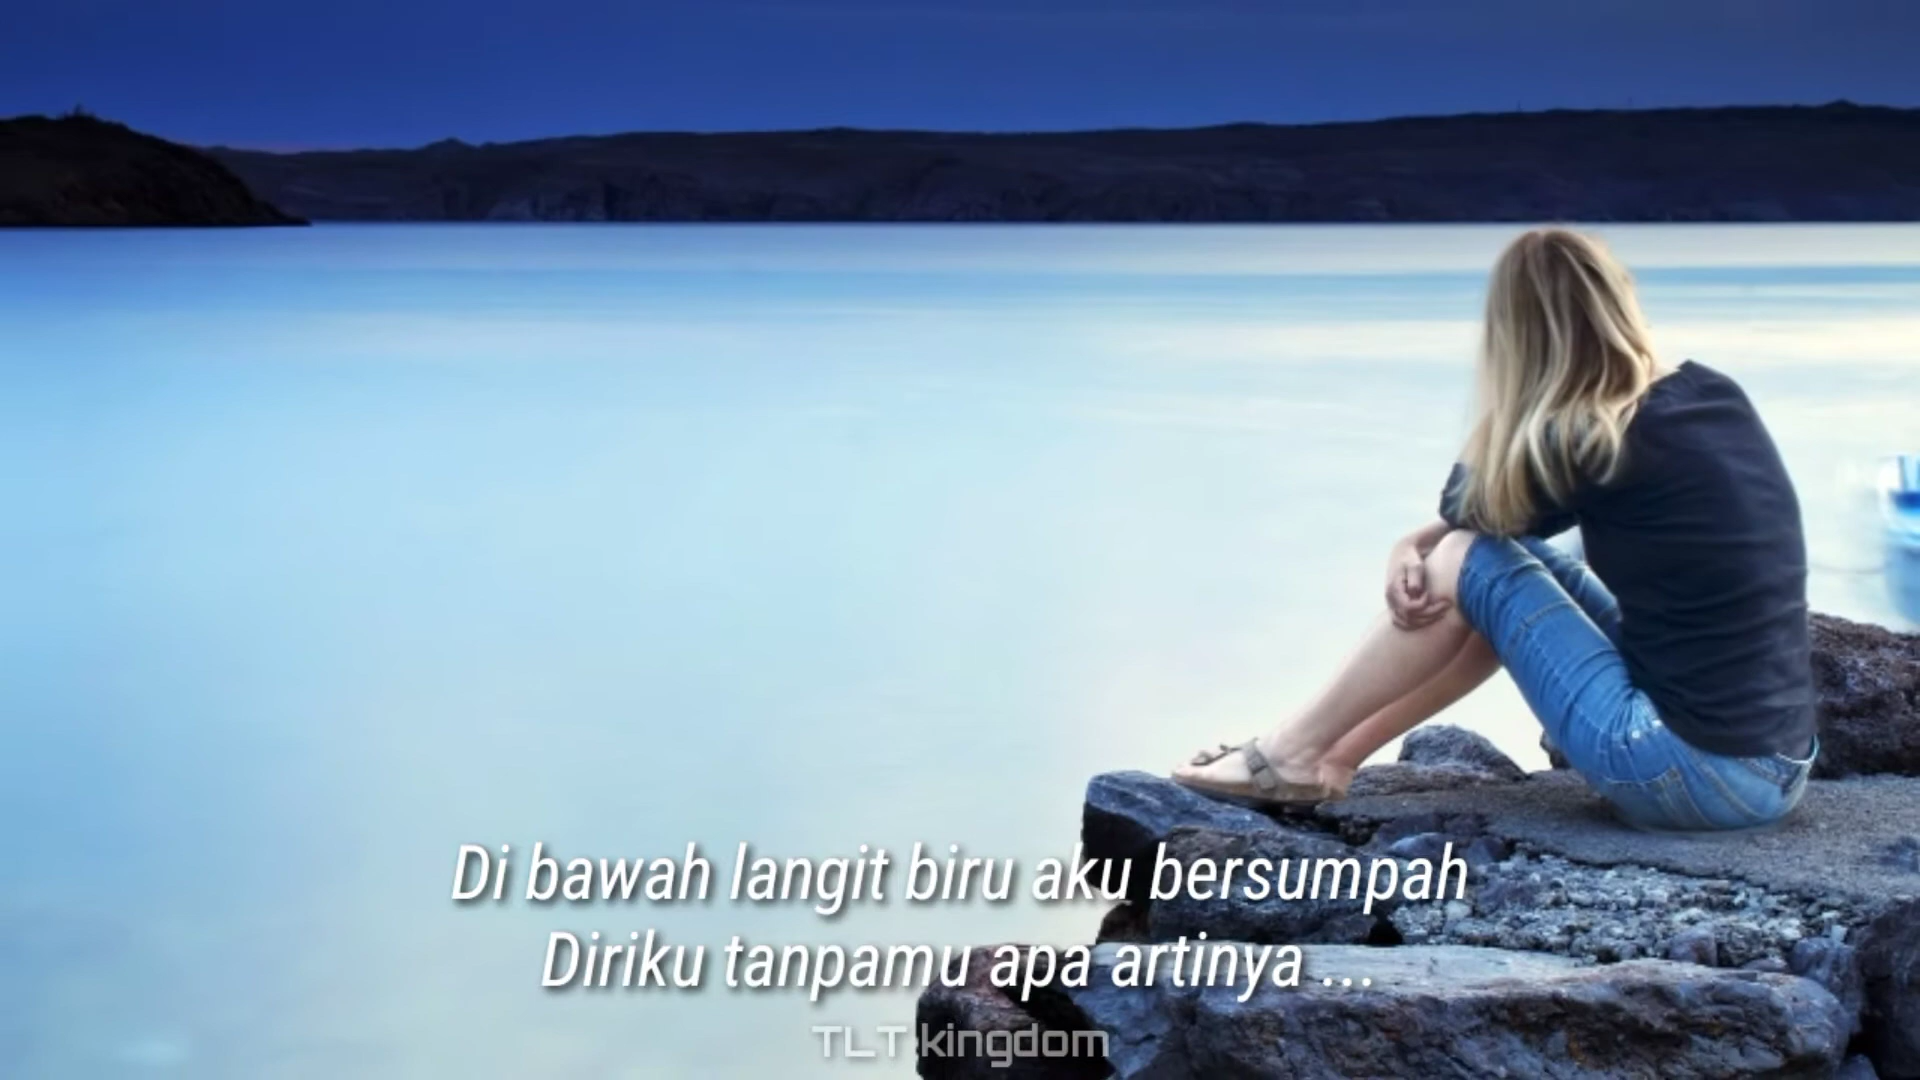 Di bawah langit biru aku bersumpah
Diriku tanpamu apa artinya ...
TLT kingdom